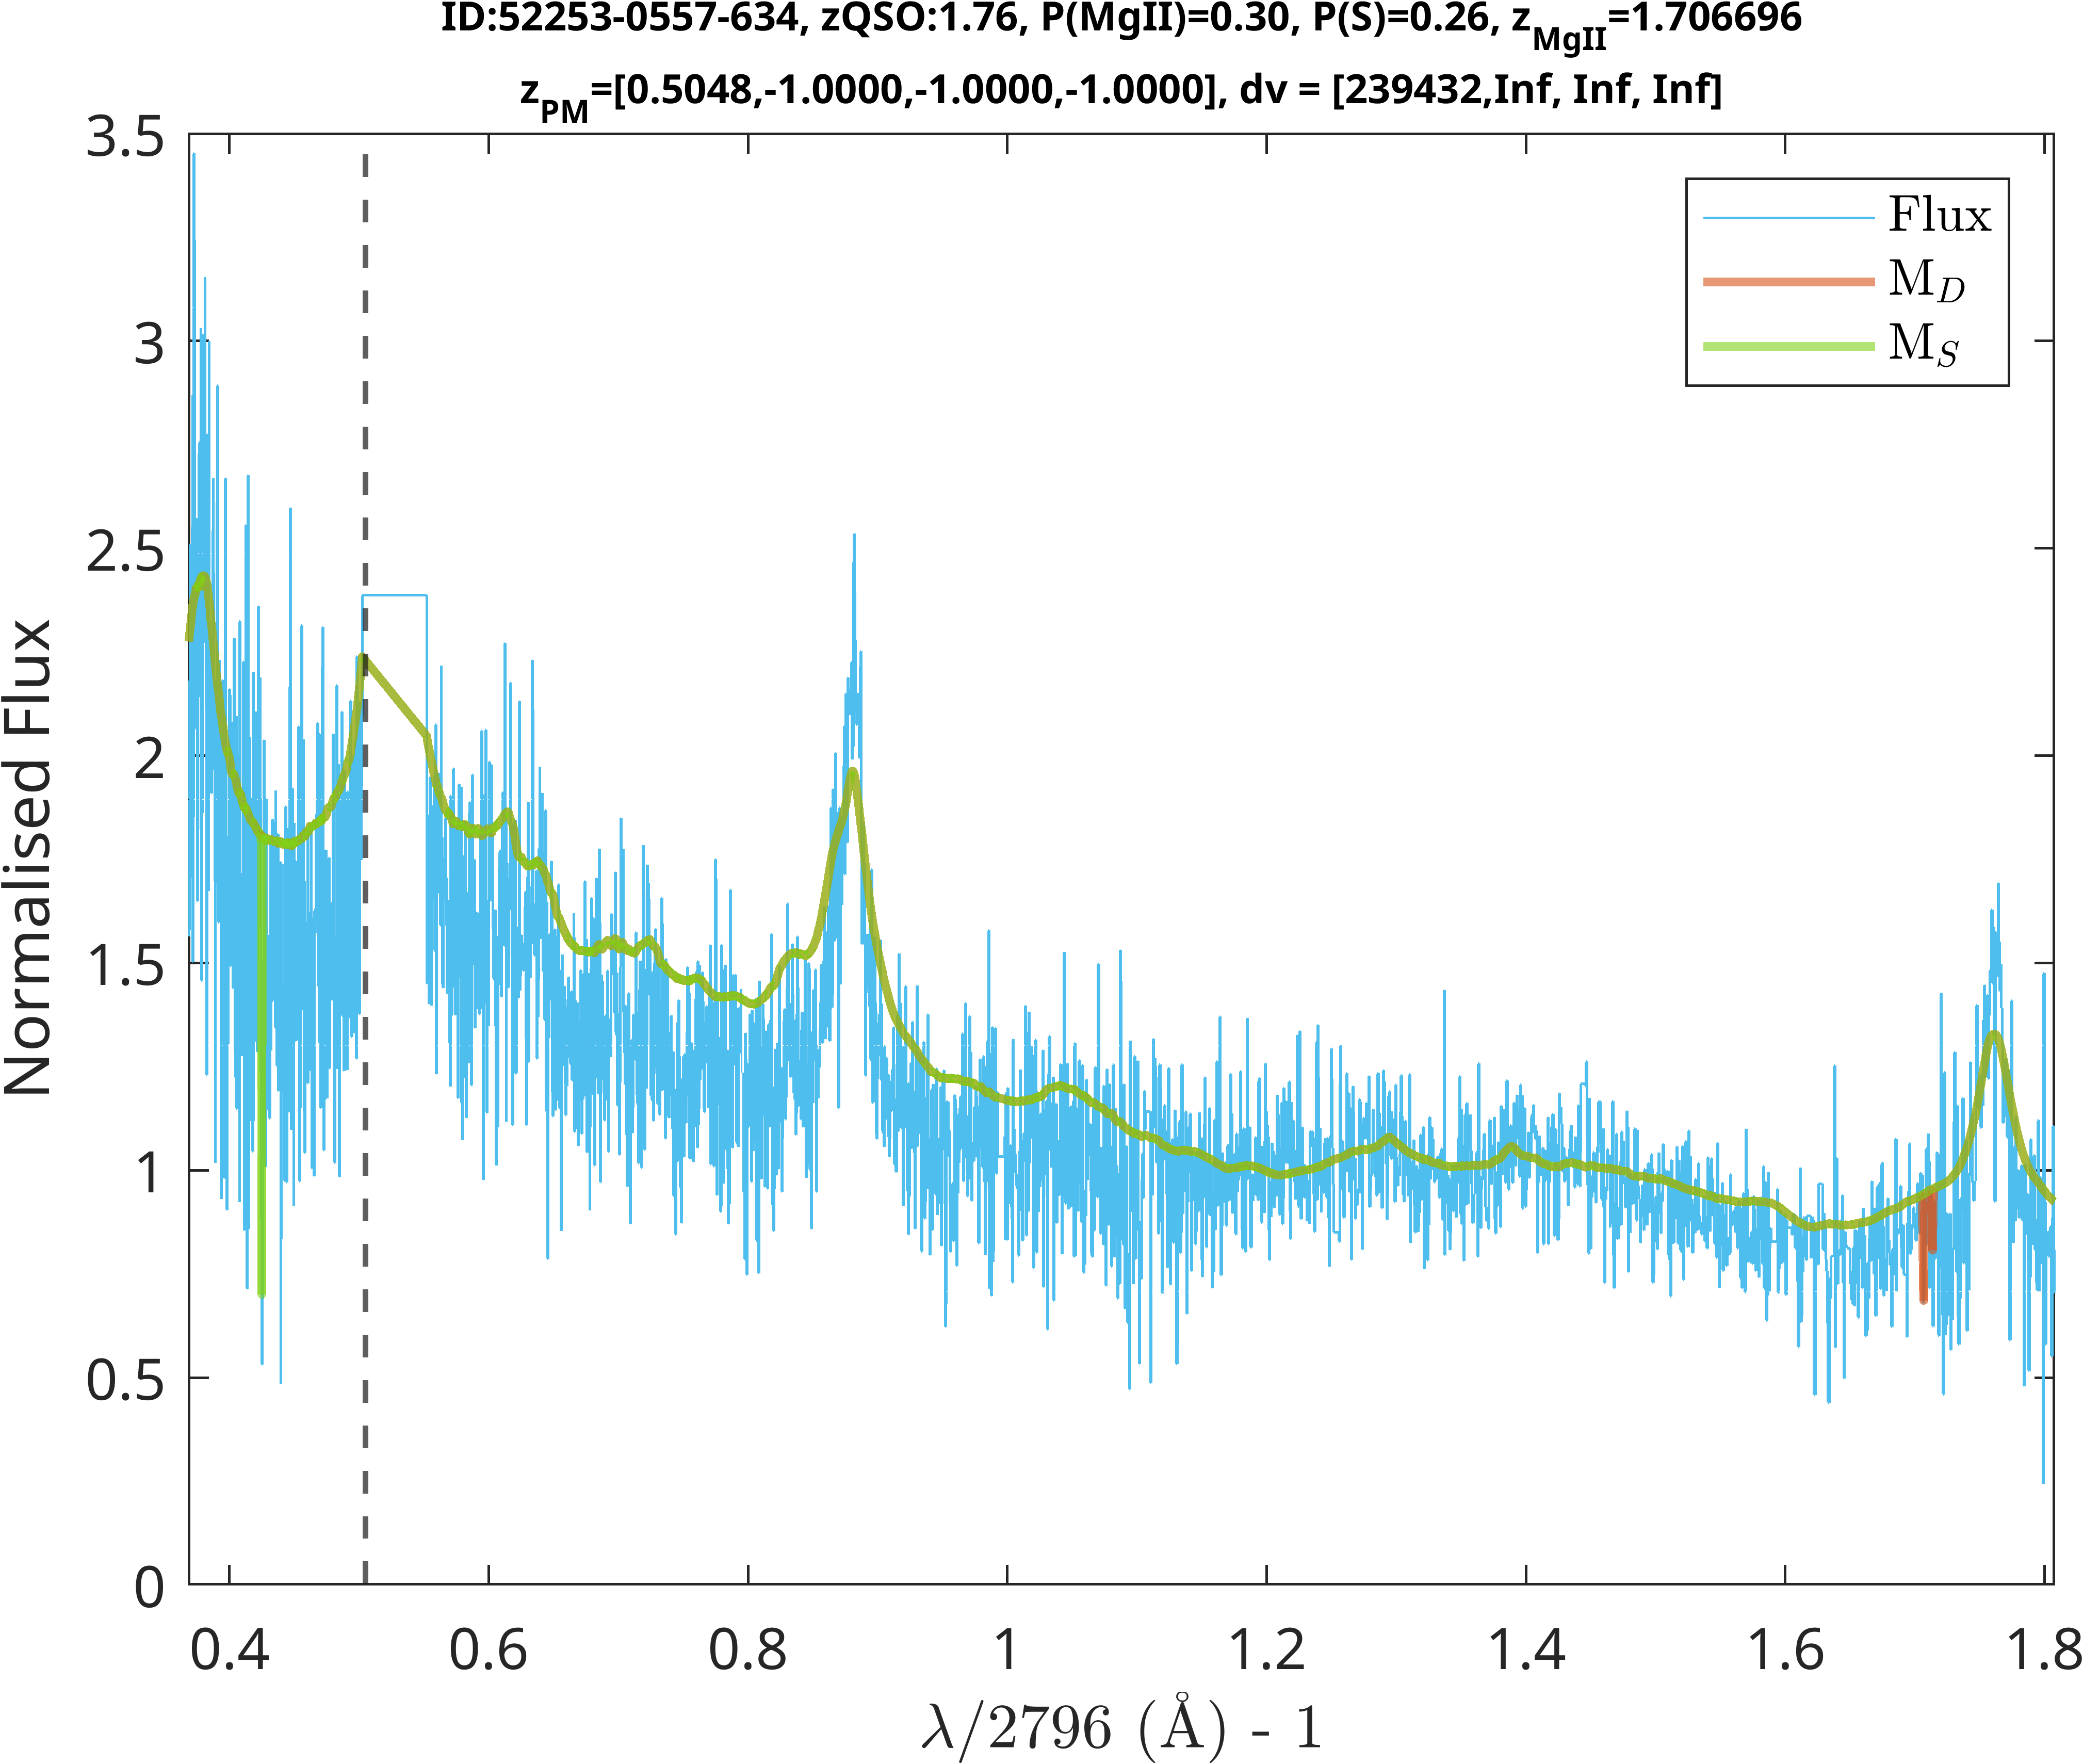 ID:52253-0557-634, zQSO:1.76, P(MgII)=0.30, P(S)=0.26, zMgII=1.706696
zPM=[0.5048,-1.0000,-1.0000,-1.0000], dv = [239432,Inf, Inf, Inf]
3.5
3
2.5
2
1.5
1
0.5
0
Normalised Flux
Flux
MD
MS
0.4 0.6 0.8 1 1.2 1.4 1.6 1.8
λ/2796 (Å) - 1